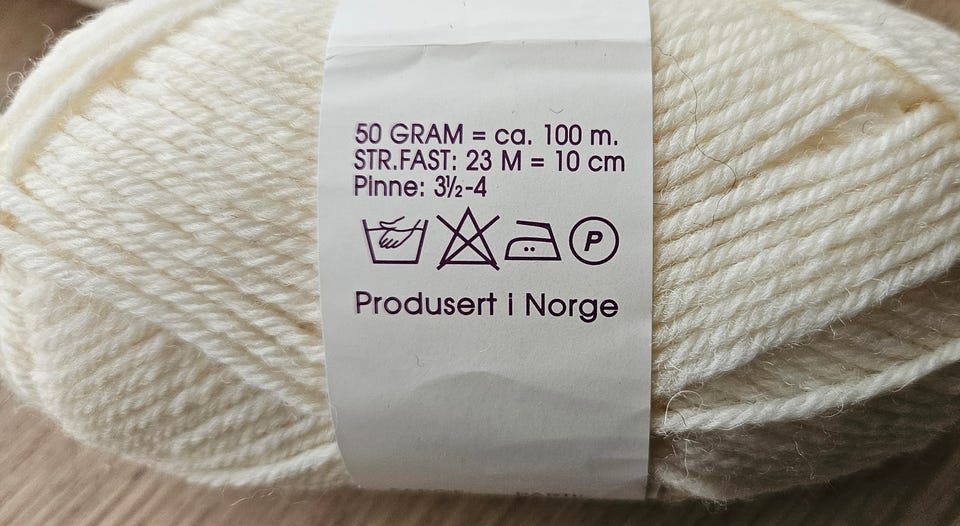 50 GRAM = ca. 100 m.
STR.FAST: 23 M = 10 cm
Pinne: 3½-4
P
Produsert i Norge